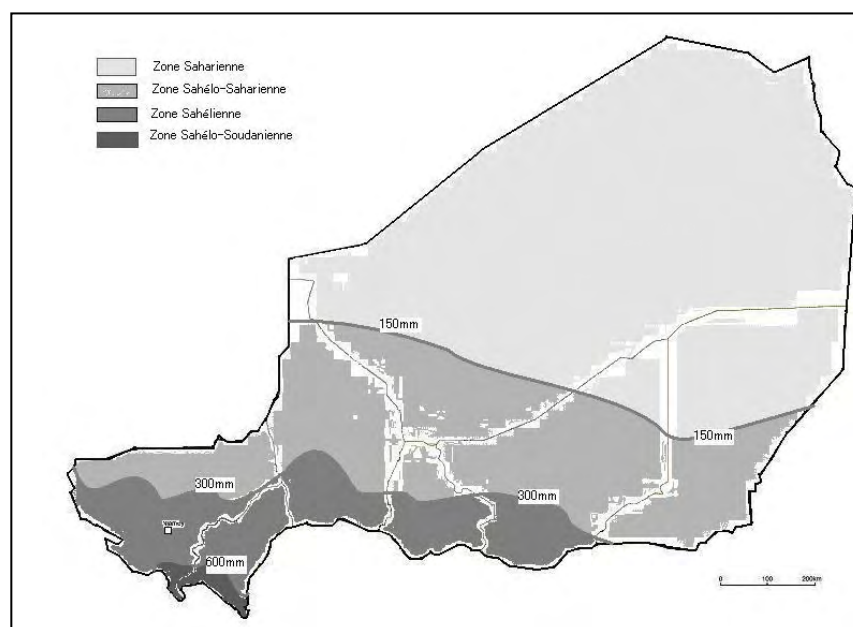 Zone Saharienne
Zone Sahélo-Saharienne
Zone Sahélienne
Zone Sahélo-Soudanienne
150mm
150mm
300mm
300mm
600mm
0 100 200km